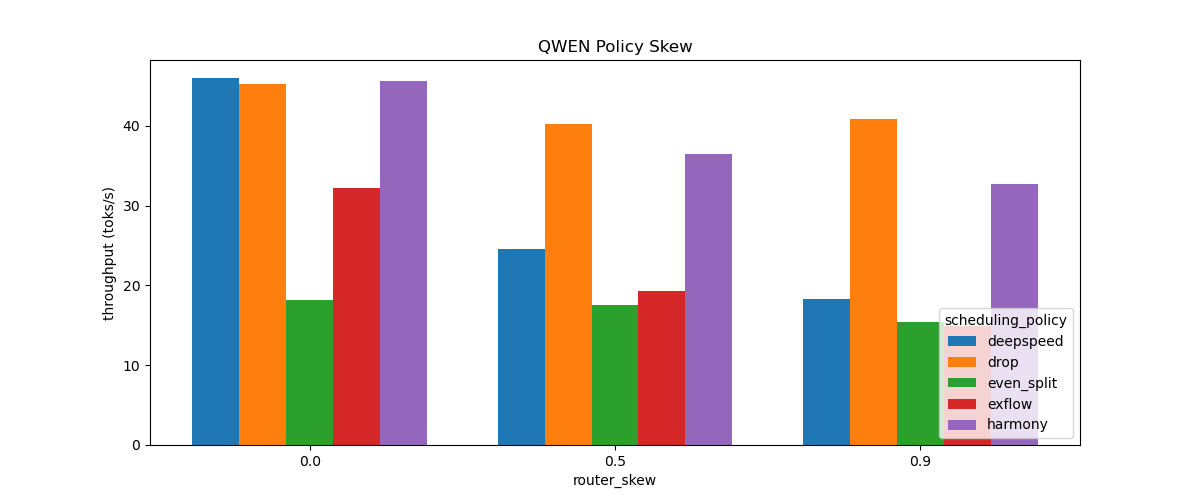 QWEN Policy Skew
throughput (toks/s)
40
30
20
10
0
0.0 0.5 0.9
router_skew
scheduling_policy
deepspeed
drop
even_split
exflow
harmony